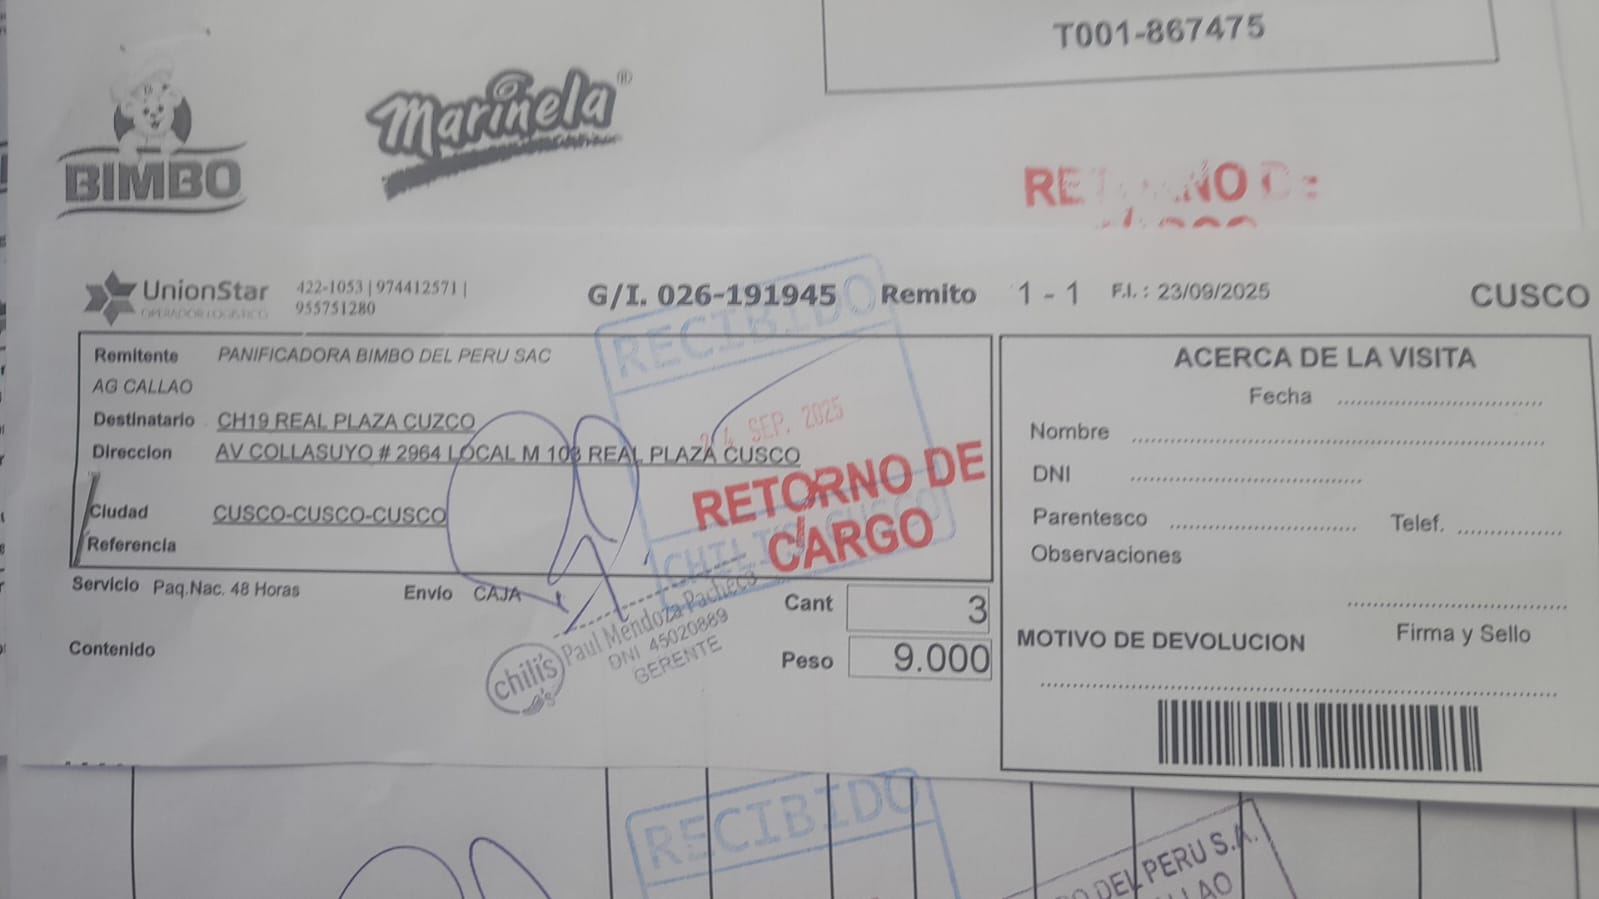 T001-867475
BIMBO
Marinela®
RETORNO DE
UnionStar
OPERADOR LOGISTICO
422-1053 | 974412571 |
955751280
G/I. 026-191945
Remito 1 - 1
F.I. : 23/09/2025
CUSCO
RECIBIDO
Remitente PANIFICADORA BIMBO DEL PERU SAC
AG CALLAO
Destinatario CH19 REAL PLAZA CUZCO
Direccion AV COLLASUYO # 2964 LOCAL M 103 REAL PLAZA CUSCO
Ciudad CUSCO-CUSCO-CUSCO
Referencia
24 SEP. 2025
RETORNO DE
CARGO
CHILI'S CUSCO
Servicio Paq.Nac. 48 Horas
Envío CAJA
Cant 3
Contenido
Peso 9.000
chili's
Paul Mendoza Pacheco
DNI 45020889
GERENTE
ACERCA DE LA VISITA
Fecha
Nombre
DNI
Parentesco
Telef.
Observaciones
Firma y Sello
MOTIVO DE DEVOLUCION
RECIBIDO
DEL PERU S.A.